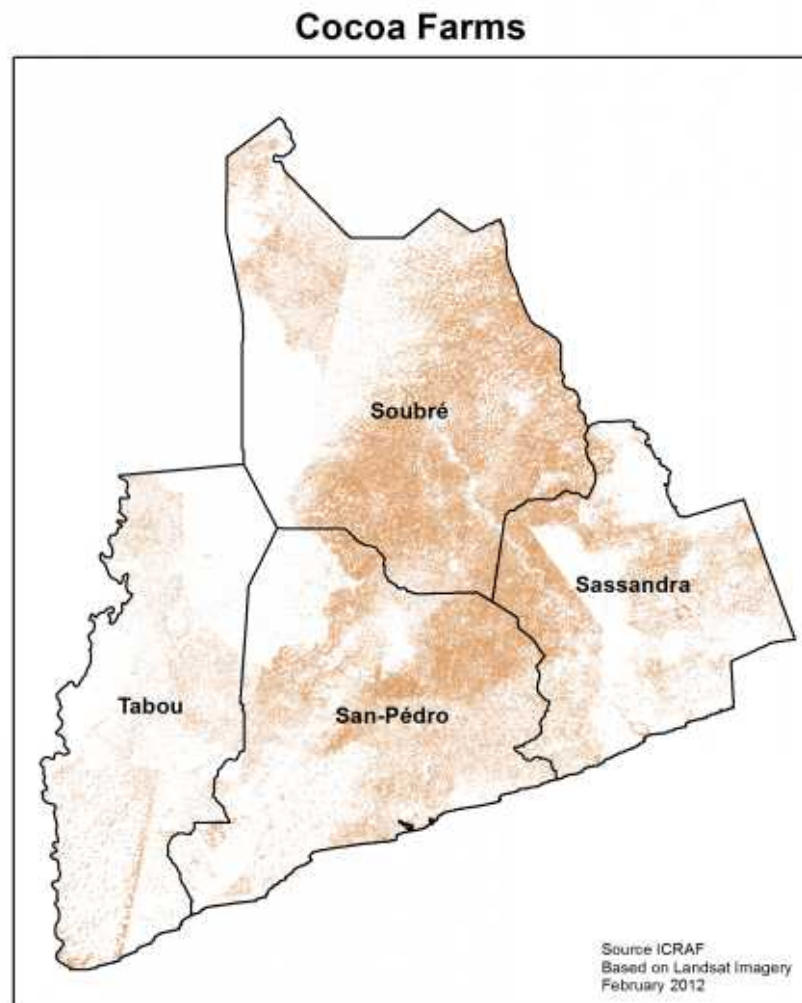 Cocoa Farms
Soubré
Sassandra
Tabou
San-Pédro
Source ICRAF
Based on Landsat Imagery
February 2012